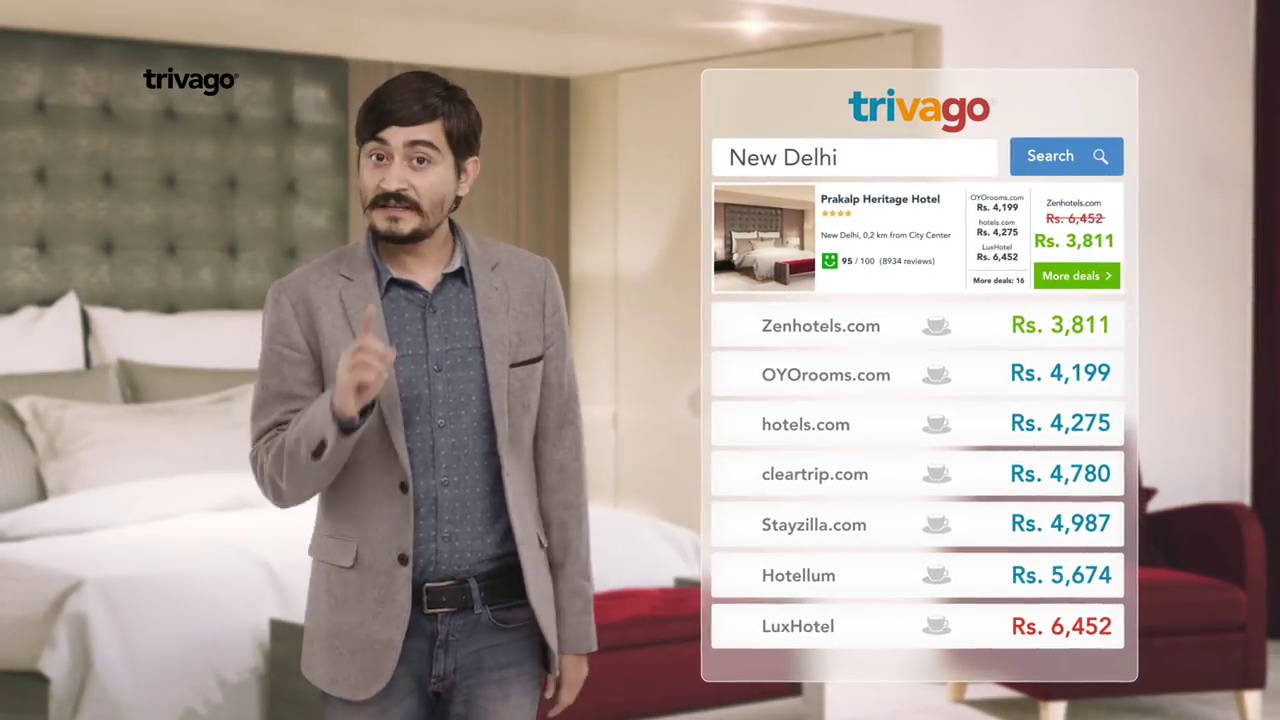 trivago
trivago
New Delhi
Search
Prakalp Heritage Hotel
New Delhi, 0,2 km from City Center
95 / 100 (8934 reviews)
OYOrooms.com
Rs. 4,199
hotels.com
Rs. 4,275
LuxHotel
Rs. 6,452
More deals: 16
Zenhotels.com
Rs. 6,452
Rs. 3,811
More deals >
Zenhotels.com Rs. 3,811
OYOrooms.com Rs. 4,199
hotels.com Rs. 4,275
cleartrip.com Rs. 4,780
Stayzilla.com Rs. 4,987
Hotellum Rs. 5,674
LuxHotel Rs. 6,452